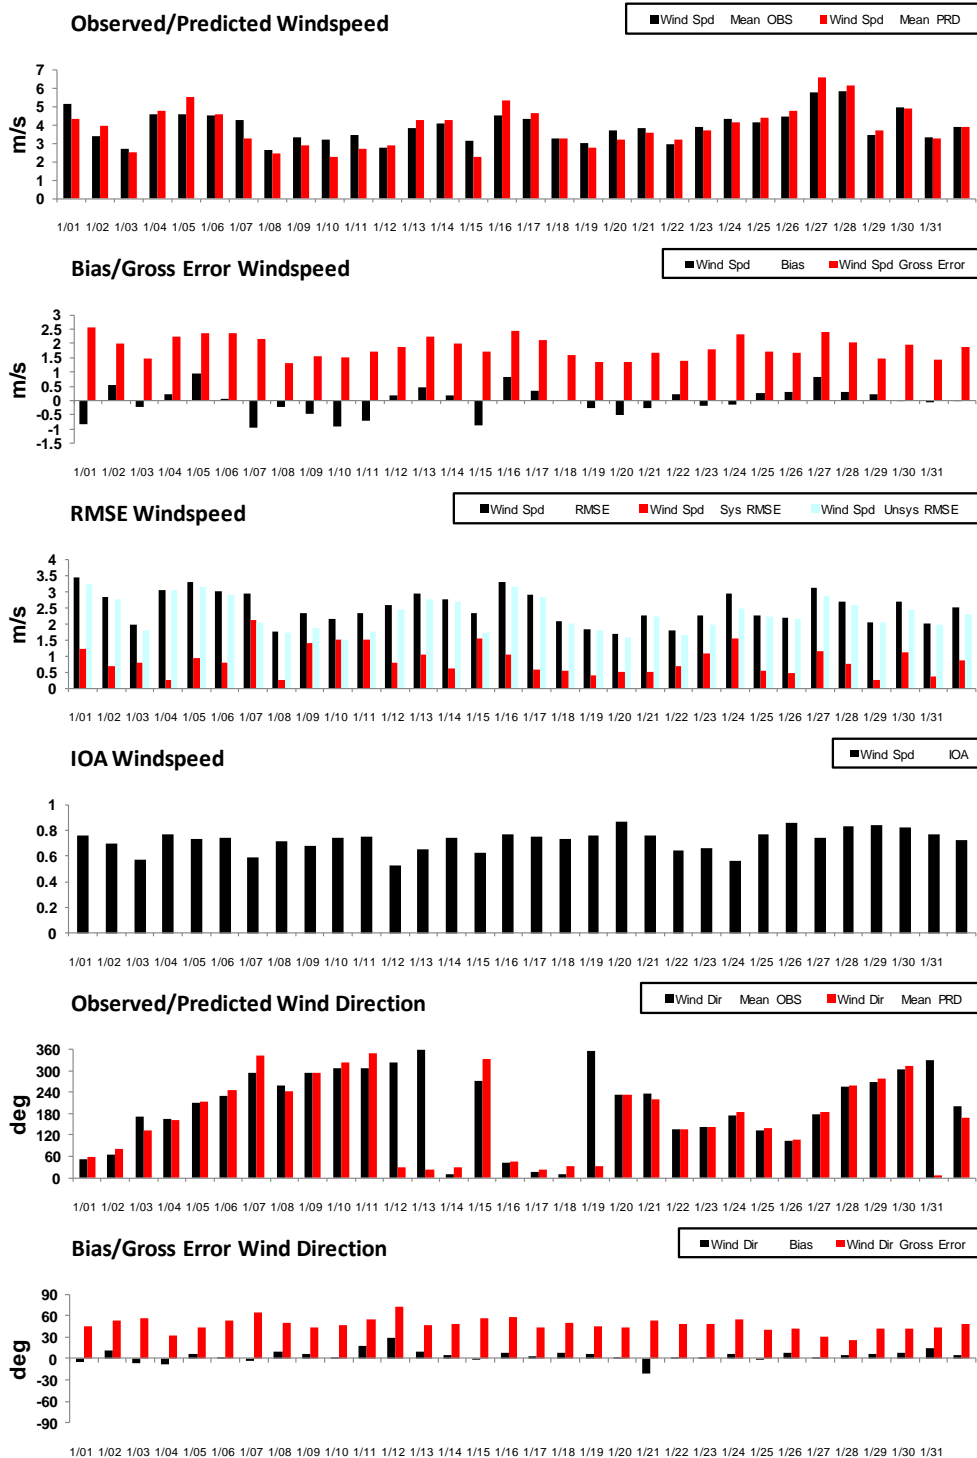 Observed/Predicted Windspeed
Wind Spd Mean OBS Wind Spd Mean PRD
7
6
5
4
3
2
1
0
m/s
1/01 1/02 1/03 1/04 1/05 1/06 1/07 1/08 1/09 1/10 1/11 1/12 1/13 1/14 1/15 1/16 1/17 1/18 1/19 1/20 1/21 1/22 1/23 1/24 1/25 1/26 1/27 1/28 1/29 1/30 1/31
Bias/Gross Error Windspeed
Wind Spd Bias Wind Spd Gross Error
3
2.5
2
1.5
1
0.5
0
-0.5
-1
-1.5
m/s
1/01 1/02 1/03 1/04 1/05 1/06 1/07 1/08 1/09 1/10 1/11 1/12 1/13 1/14 1/15 1/16 1/17 1/18 1/19 1/20 1/21 1/22 1/23 1/24 1/25 1/26 1/27 1/28 1/29 1/30 1/31
RMSE Windspeed
Wind Spd RMSE Wind Spd Sys RMSE Wind Spd Unsys RMSE
4
3.5
3
2.5
2
1.5
1
0.5
0
m/s
1/01 1/02 1/03 1/04 1/05 1/06 1/07 1/08 1/09 1/10 1/11 1/12 1/13 1/14 1/15 1/16 1/17 1/18 1/19 1/20 1/21 1/22 1/23 1/24 1/25 1/26 1/27 1/28 1/29 1/30 1/31
IOA Windspeed
Wind Spd IOA
1
0.8
0.6
0.4
0.2
0
1/01 1/02 1/03 1/04 1/05 1/06 1/07 1/08 1/09 1/10 1/11 1/12 1/13 1/14 1/15 1/16 1/17 1/18 1/19 1/20 1/21 1/22 1/23 1/24 1/25 1/26 1/27 1/28 1/29 1/30 1/31
Observed/Predicted Wind Direction
Wind Dir Mean OBS Wind Dir Mean PRD
360
300
240
180
120
60
0
deg
1/01 1/02 1/03 1/04 1/05 1/06 1/07 1/08 1/09 1/10 1/11 1/12 1/13 1/14 1/15 1/16 1/17 1/18 1/19 1/20 1/21 1/22 1/23 1/24 1/25 1/26 1/27 1/28 1/29 1/30 1/31
Bias/Gross Error Wind Direction
Wind Dir Bias Wind Dir Gross Error
90
60
30
0
-30
-60
-90
deg
1/01 1/02 1/03 1/04 1/05 1/06 1/07 1/08 1/09 1/10 1/11 1/12 1/13 1/14 1/15 1/16 1/17 1/18 1/19 1/20 1/21 1/22 1/23 1/24 1/25 1/26 1/27 1/28 1/29 1/30 1/31